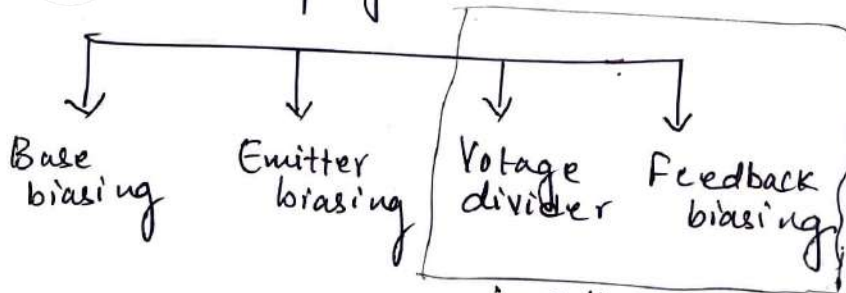 Base
biasing
Emitter
biasing
Votage
divider
Feedback
biasing